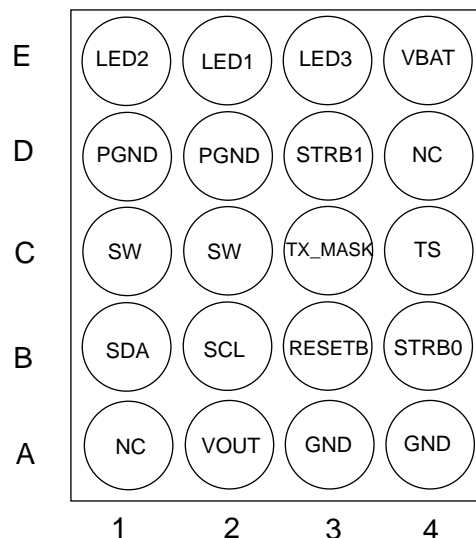 E LED2 LED1 LED3 VBAT
D PGND PGND STRB1 NC
C SW SW TX_MASK TS
B SDA SCL RESETB STRB0
A NC VOUT GND GND
1 2 3 4